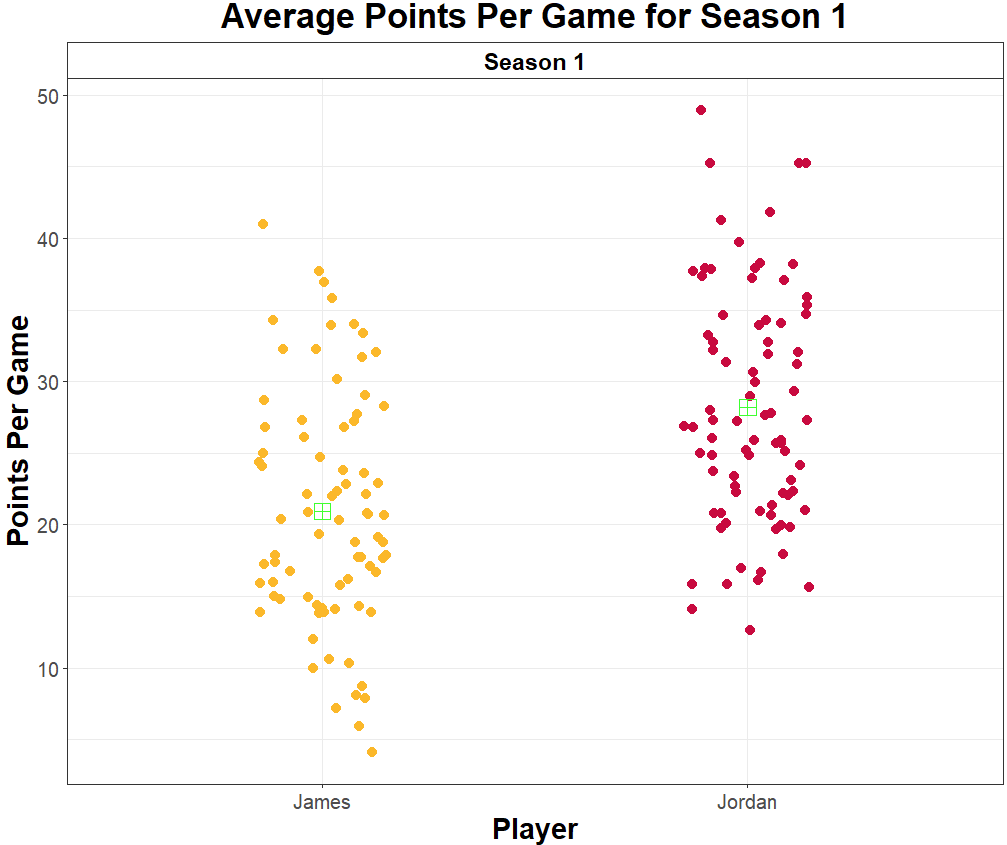 Average Points Per Game for Season 1
Season 1
Points Per Game
50
40
30
20
10
James Jordan
Player